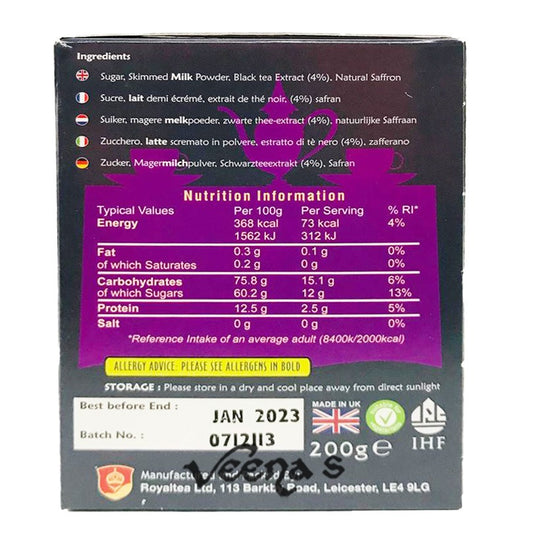 Ingredients
Sugar, Skimmed Milk Powder, Black tea Extract (4%), Natural Saffron
Sucre, lait demi écrémé, extrait de thé noir, (4%) safran
Suiker, magere melkpoeder, zwarte thee-extract (4%), natuurlijke Saffraan
Zucchero, latte scremato in polvere, estratto di tè nero (4%), zafferano
Zucker, Magermilchpulver, Schwarzteeextrakt (4%), Safran
Nutrition Information
Typical Values Per 100g Per Serving % RI*
Energy 368 kcal 73 kcal 4%
1562 kJ 312 kJ
Fat 0.3 g 0.1 g 0%
of which Saturates 0.2 g 0 g 0%
Carbohydrates 75.8 g 15.1 g 6%
of which Sugars 60.2 g 12 g 13%
Protein 12.5 g 2.5 g 5%
Salt 0 g 0 g 0%
*Reference Intake of an average adult (8400k/2000kcal)
ALLERGY ADVICE: PLEASE SEE ALLERGENS IN BOLD
STORAGE : Please store in a dry and cool place away from direct sunlight
Best before End : JAN 2023
Batch No. : 07|2|13
MADE IN UK
200g e
IHF
Veena's
Manufactured
Royaltea Ltd, 113 Barkby Road, Leicester, LE4 9LG